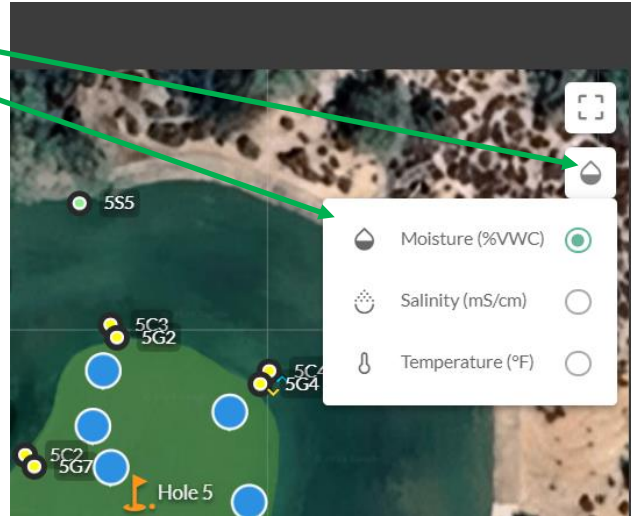 5S5
Moisture (%VWC)
Salinity (mS/cm)
5C3
5G2
Temperature (°F)
5C4
5G4
5C2
5G7
Hole 5